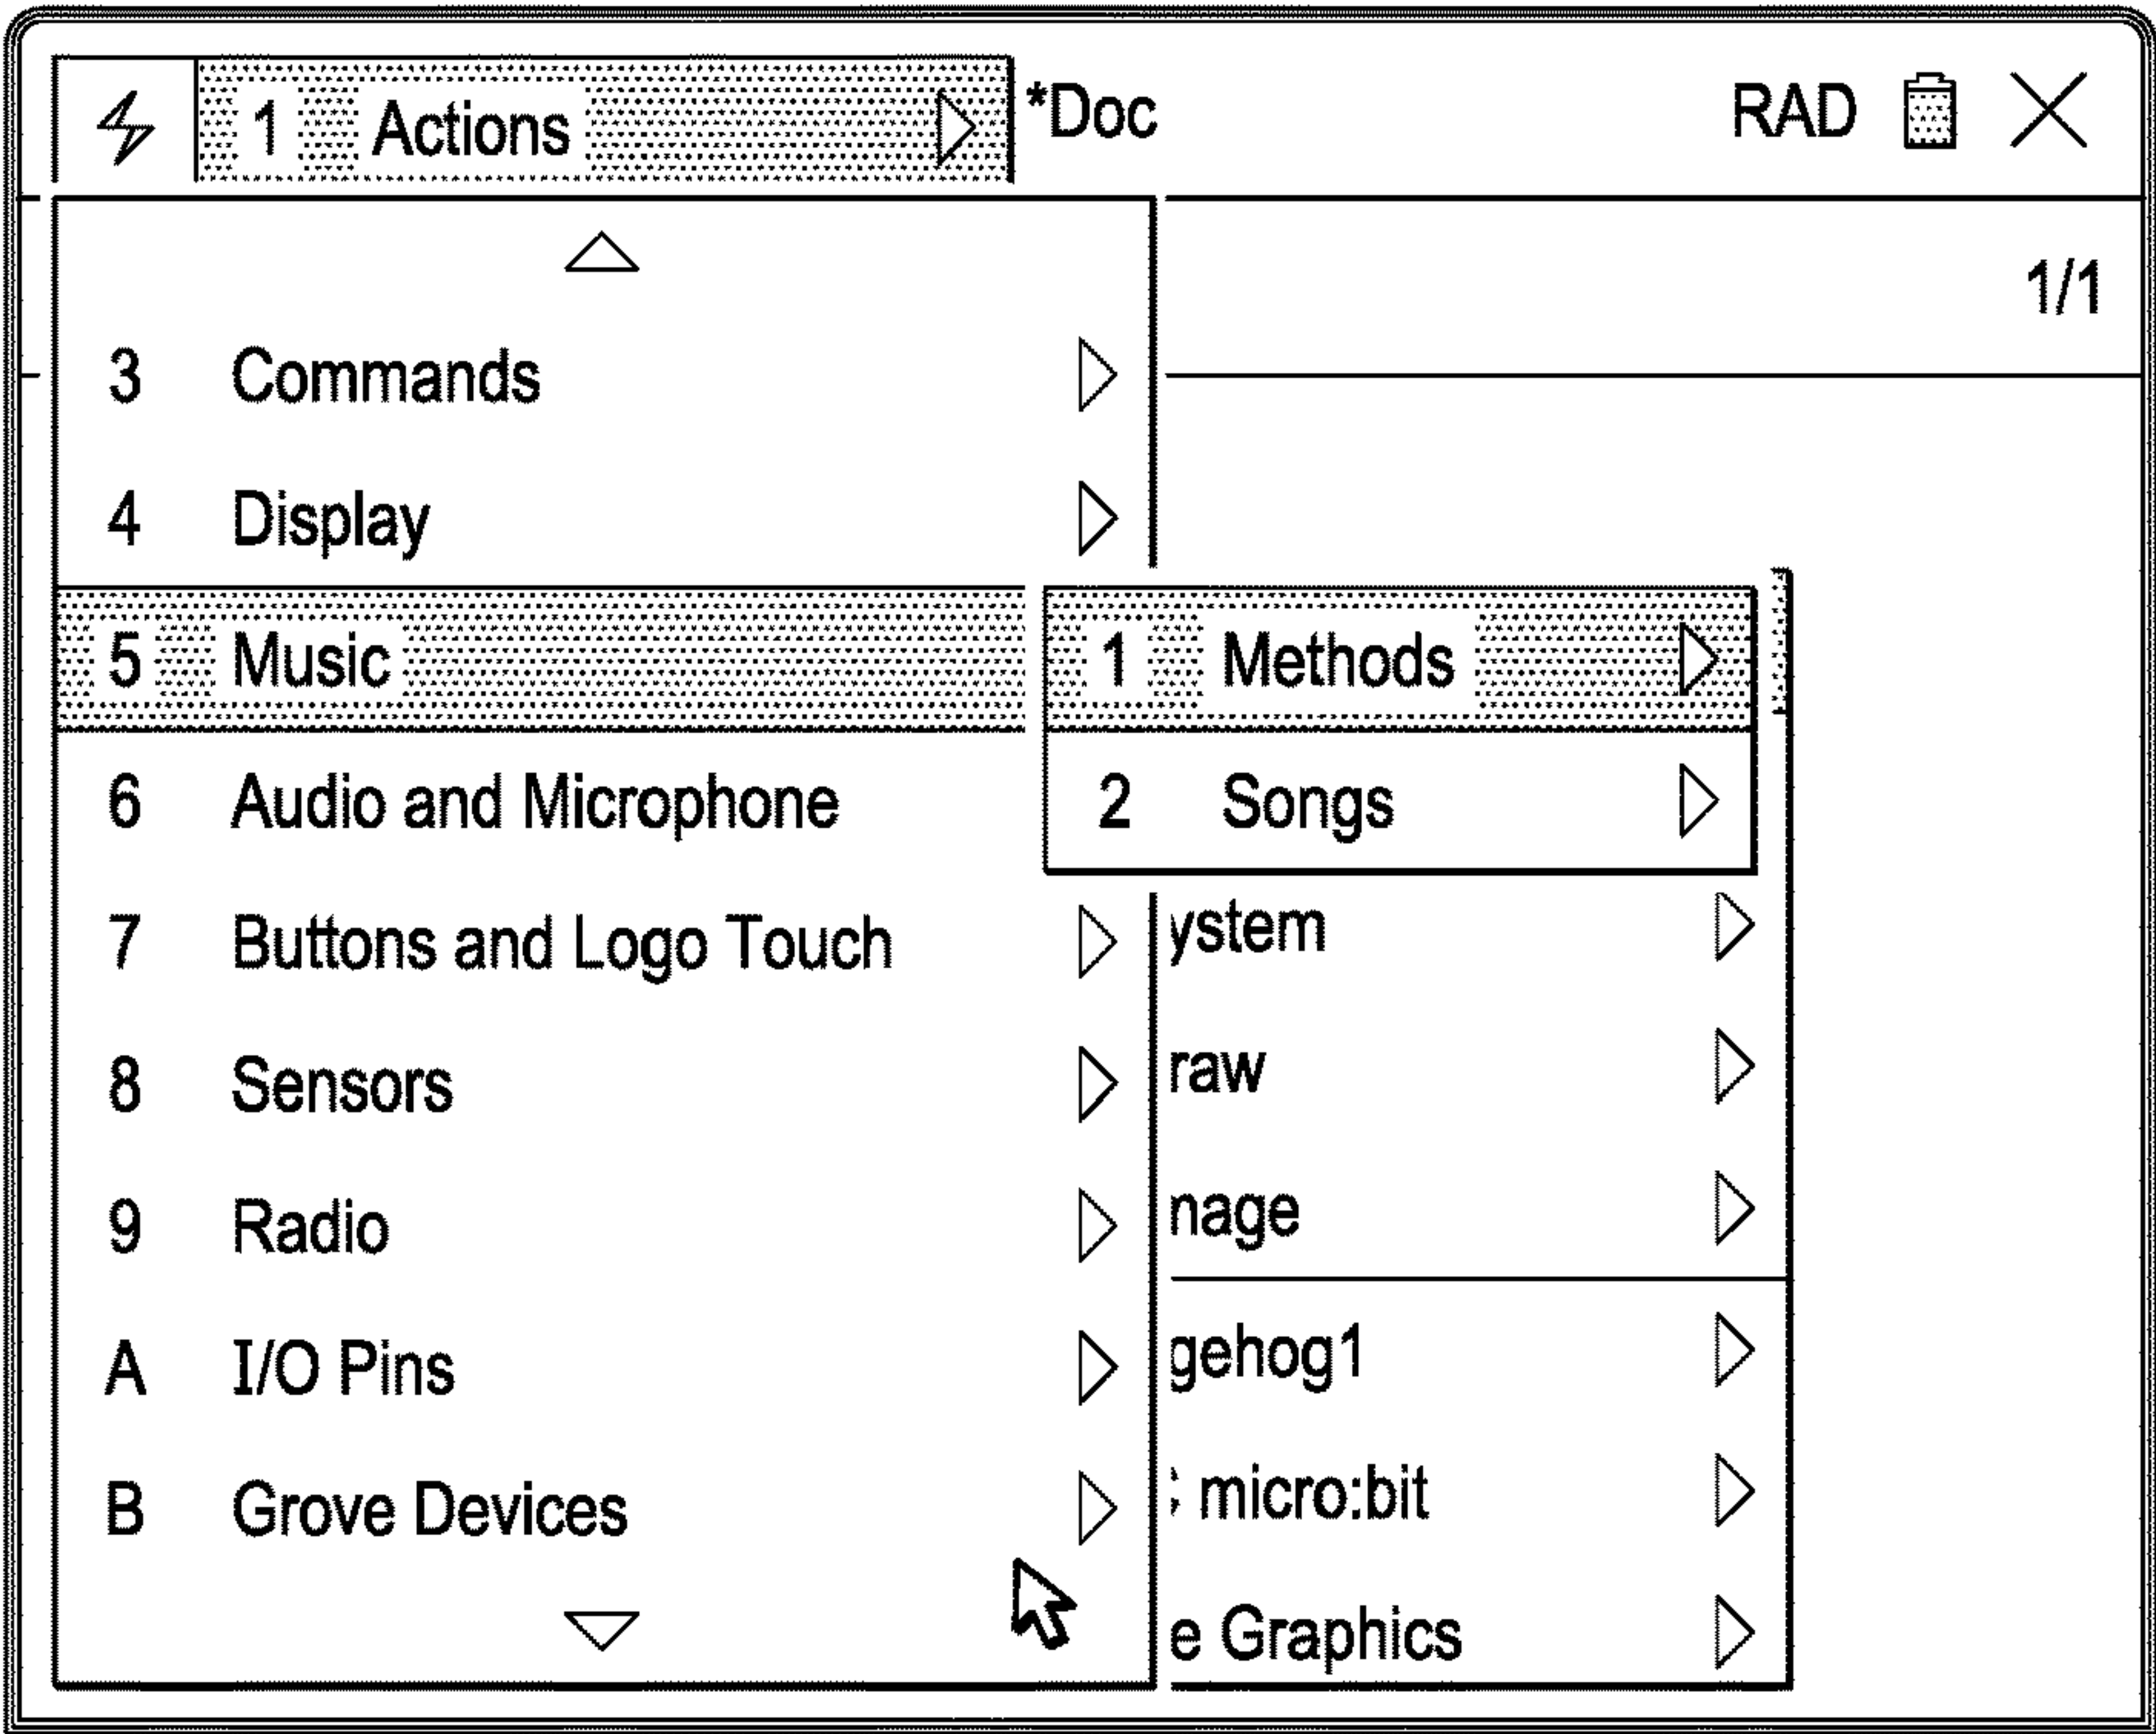 1 Actions *Doc RAD
1/1
3 Commands
4 Display
5 Music 1 Methods
6 Audio and Microphone 2 Songs
7 Buttons and Logo Touch ystem
8 Sensors raw
9 Radio nage
A I/O Pins gehog1
B Grove Devices micro:bit
e Graphics